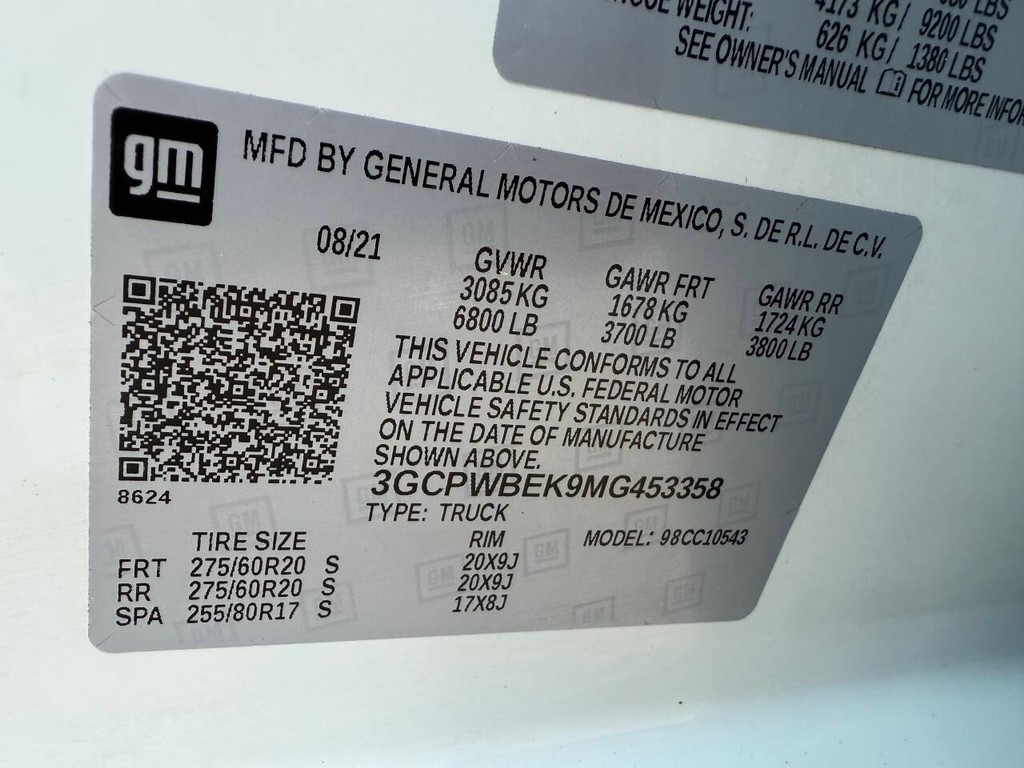 LBS
4173 KG/ 9200 LBS
WEIGHT: 626 KG/ 1380 LBS
SEE OWNER'S MANUAL FOR MORE
gm
MFD BY GENERAL MOTORS DE MEXICO, S. DE R.L. DE C.V.
08/21
GVWR GAWR FRT GAWR RR
3085 KG 1678 KG 1724 KG
6800 LB 3700 LB 3800 LB
THIS VEHICLE CONFORMS TO ALL
APPLICABLE U.S. FEDERAL MOTOR
VEHICLE SAFETY STANDARDS IN EFFECT
ON THE DATE OF MANUFACTURE
SHOWN ABOVE.
3GCPWBEK9MG453358
8624
TYPE: TRUCK
TIRE SIZE RIM MODEL: 98CC10543
FRT 275/60R20 S 20X9J
RR 275/60R20 S 20X9J
SPA 255/80R17 S 17X8J